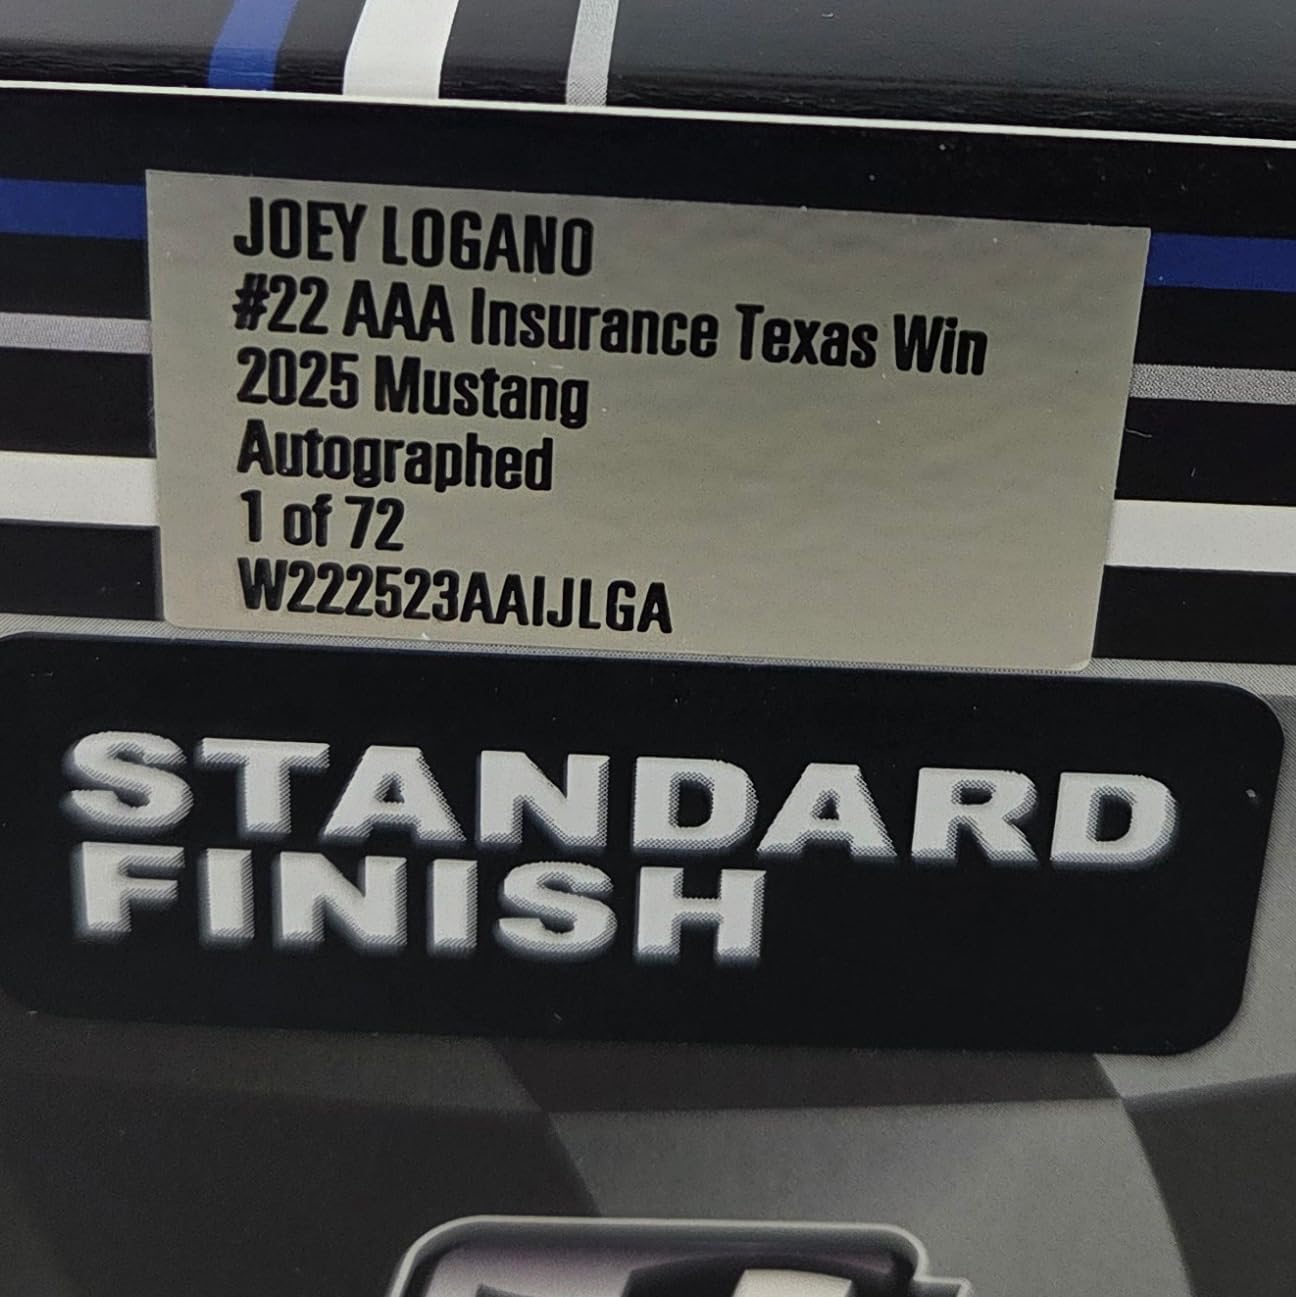 JOEY LOGANO
#22 AAA Insurance Texas Win
2025 Mustang
Autographed
1 of 72
W222523AAIJLGA
STANDARD
FINISH